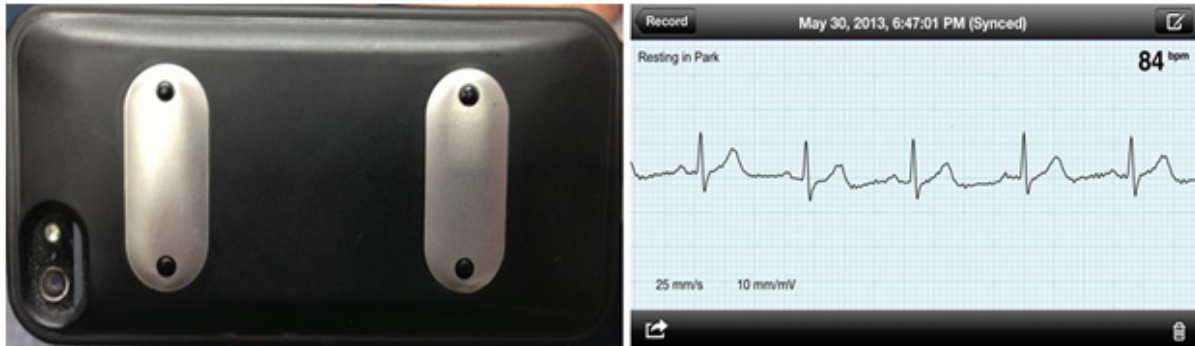 Record
May 30, 2013, 6:47:01 PM (Synced)
Resting in Park
84 bpm
25 mm/s
10 mm/mV